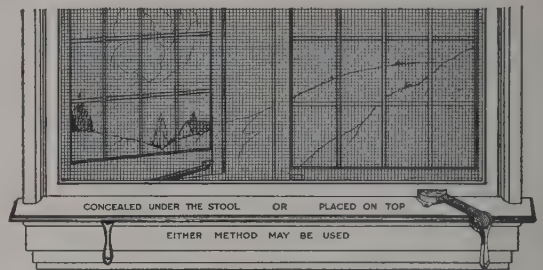 CONCEALED UNDER THE STOOL OR PLACED ON TOP
EITHER METHOD MAY BE USED